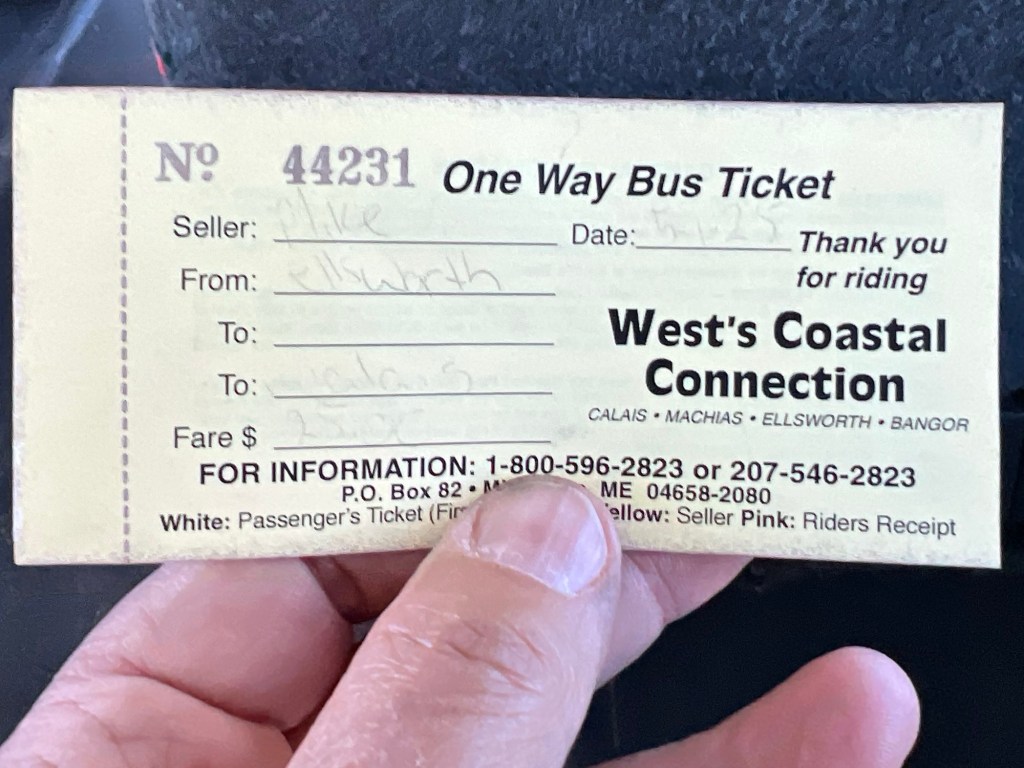 Nº 44231 One Way Bus Ticket
Seller: Mike Date:
Thank you
From: Ellsworth for riding
To:
West's Coastal
To:
Connection
CALAIS • MACHIAS • ELLSWORTH • BANGOR
Fare $
FOR INFORMATION: 1-800-596-2823 or 207-546-2823
P.O. Box 82 • ME 04658-2080
White: Passenger's Ticket Seller Pink: Riders Receipt